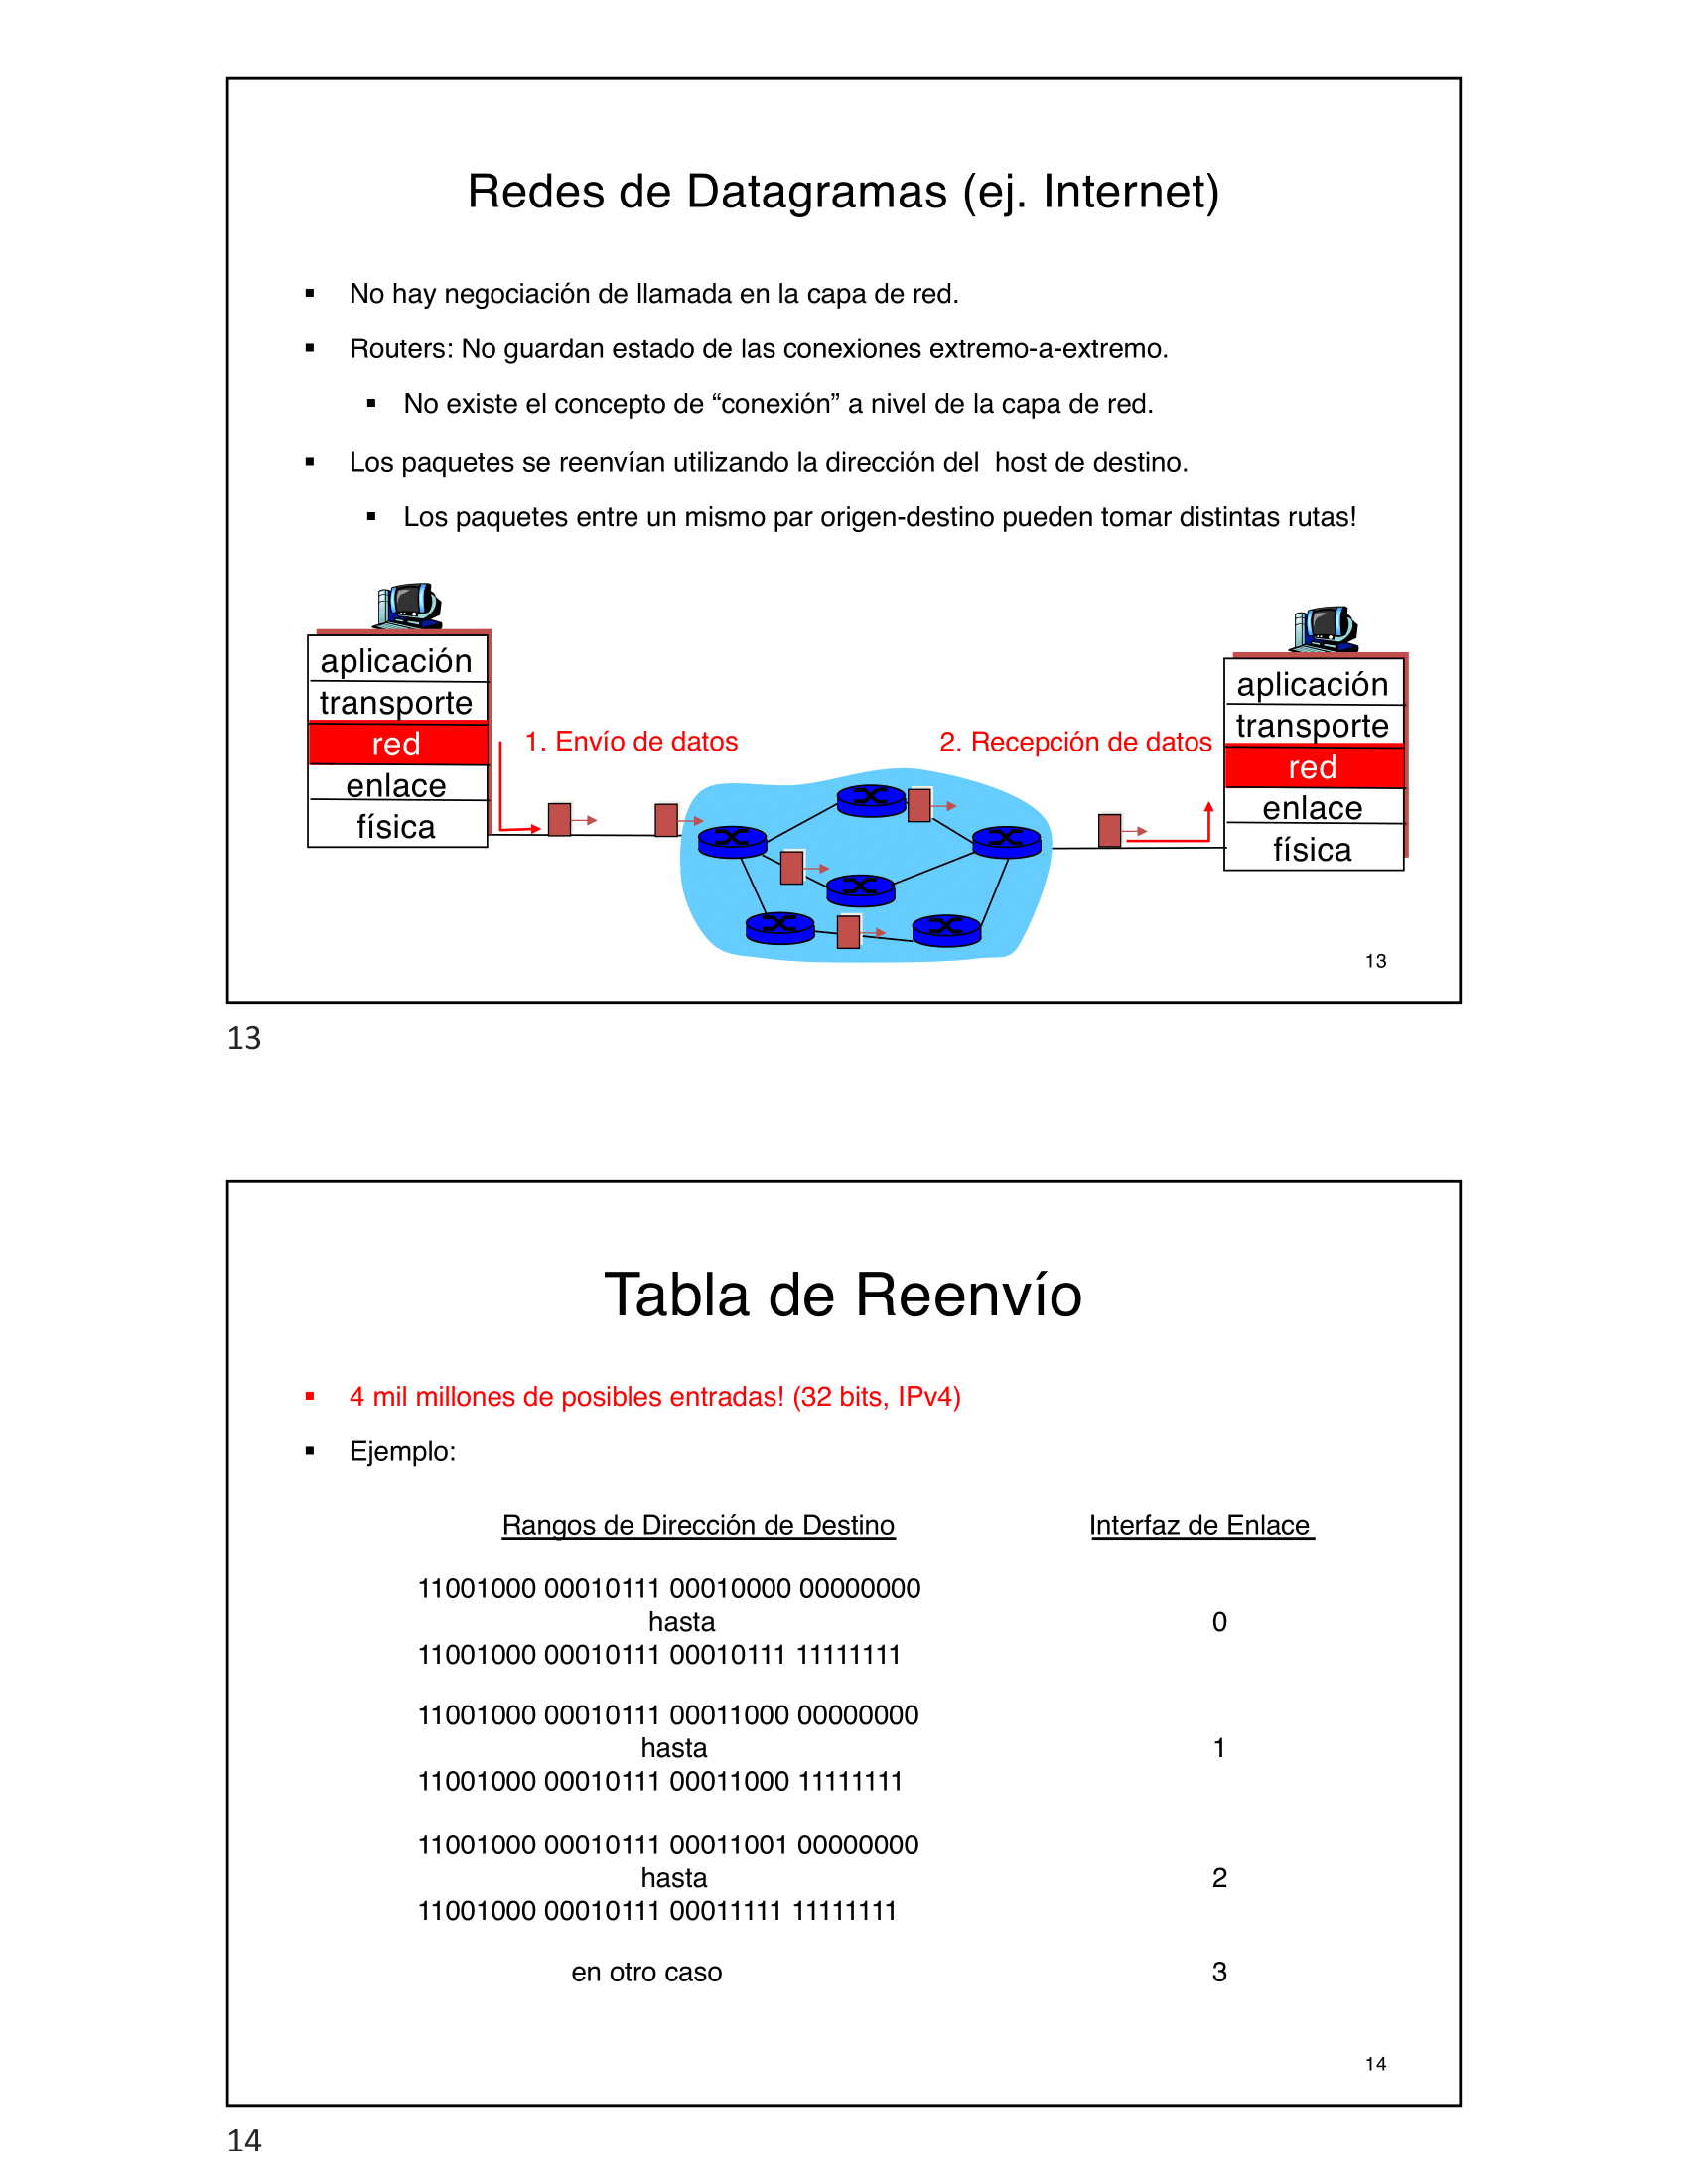 Redes de Datagramas (ej. Internet)
▪ No hay negociación de llamada en la capa de red.
▪ Routers: No guardan estado de las conexiones extremo-a-extremo.
▪ No existe el concepto de “conexión” a nivel de la capa de red.
▪ Los paquetes se reenvían utilizando la dirección del host de destino.
▪ Los paquetes entre un mismo par origen-destino pueden tomar distintas rutas!
aplicación
transporte
red
enlace
física
1. Envío de datos
2. Recepción de datos
aplicación
transporte
red
enlace
física
13
13
Tabla de Reenvío
▪ 4 mil millones de posibles entradas! (32 bits, IPv4)
▪ Ejemplo:
Rangos de Dirección de Destino Interfaz de Enlace
11001000 00010111 00010000 00000000
hasta 0
11001000 00010111 00010111 11111111
11001000 00010111 00011000 00000000
hasta 1
11001000 00010111 00011000 11111111
11001000 00010111 00011001 00000000
hasta 2
11001000 00010111 00011111 11111111
en otro caso 3
14
14